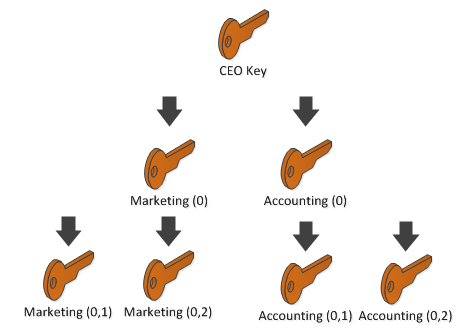 CEO Key
Marketing (0)
Accounting (0)
Marketing (0,1)
Marketing (0,2)
Accounting (0,1)
Accounting (0,2)